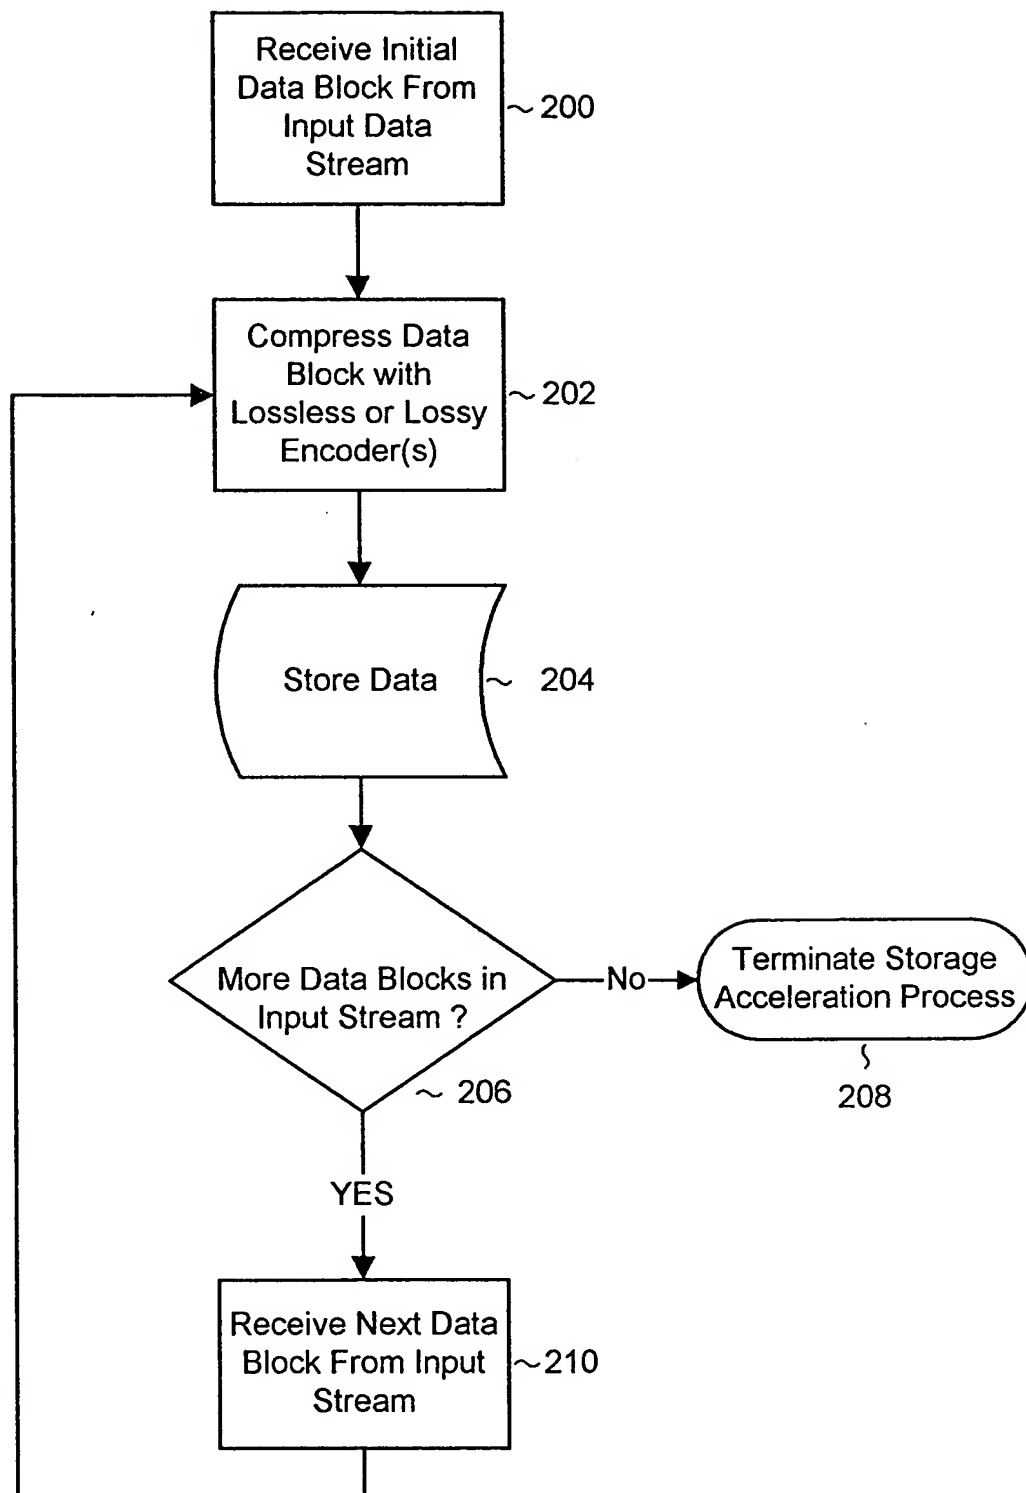 Receive Initial
Data Block From
Input Data
Stream
~ 200
Compress Data
Block with
Lossless or Lossy
Encoder(s)
~ 202
Store Data
~ 204
More Data Blocks in
Input Stream ?
~ 206
No
Terminate Storage
Acceleration Process
208
YES
Receive Next Data
Block From Input
Stream
~ 210